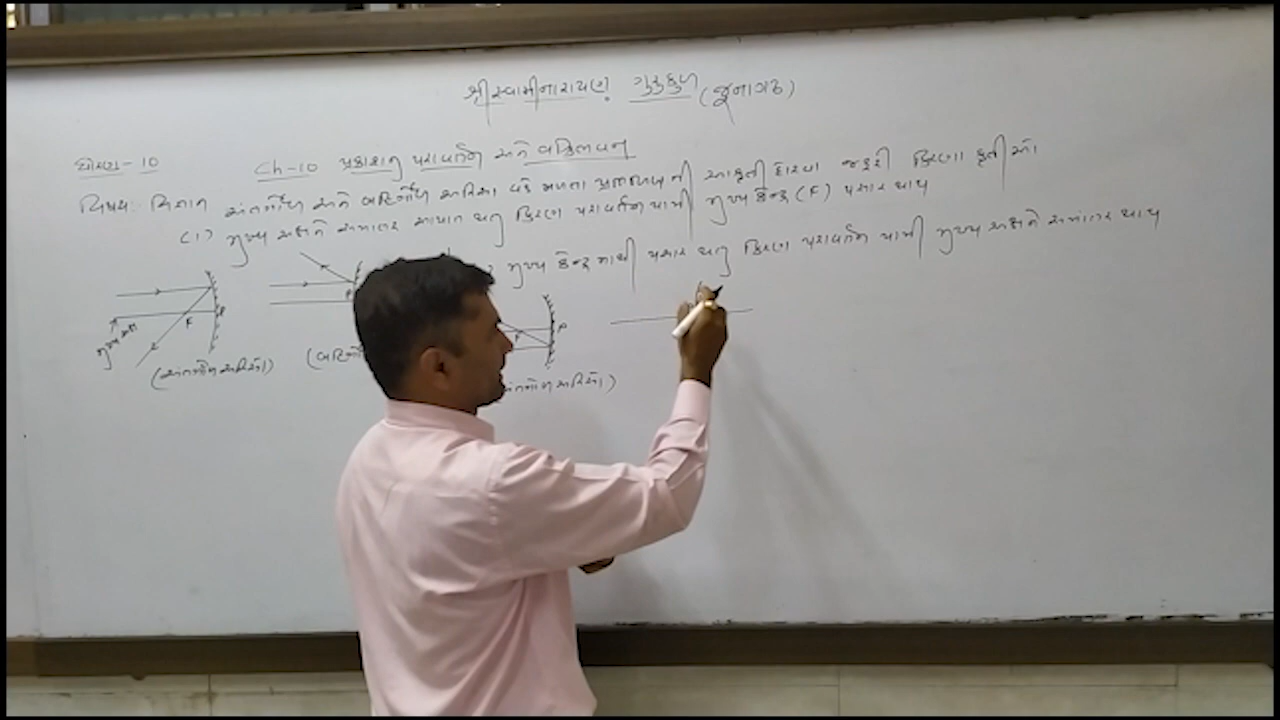 શ્રી સ્વામીનારાયણ ગુરુકુળ (જૂનાગઢ)
ધોરણ - 10
Ch-10 પ્રકાશનું પરાવર્તન અને વક્રીભવન
વિષય : વિજ્ઞાન
અંતર્ગોળ અને બહિર્ગોળ અરીસા વડે મળતા પ્રતિબિંબ ની આકૃતી દોરવા જરૂરી કિરણા કૃતીઓ
(1) મુખ્ય અક્ષને સમાંતર આપાત થતુ કિરણ પરાવર્તન પામી મુખ્ય કેન્દ્ર (F) પસાર થાય
મુખ્ય કેન્દ્ર માથી પસાર થતુ કિરણ પરાવર્તન પામી મુખ્ય અક્ષને સમાંતર થાય
P
F
મુખ્ય અક્ષ
(અંતર્ગોળ અરીસો)
P
F
(અંતર્ગોળ અરીસો)